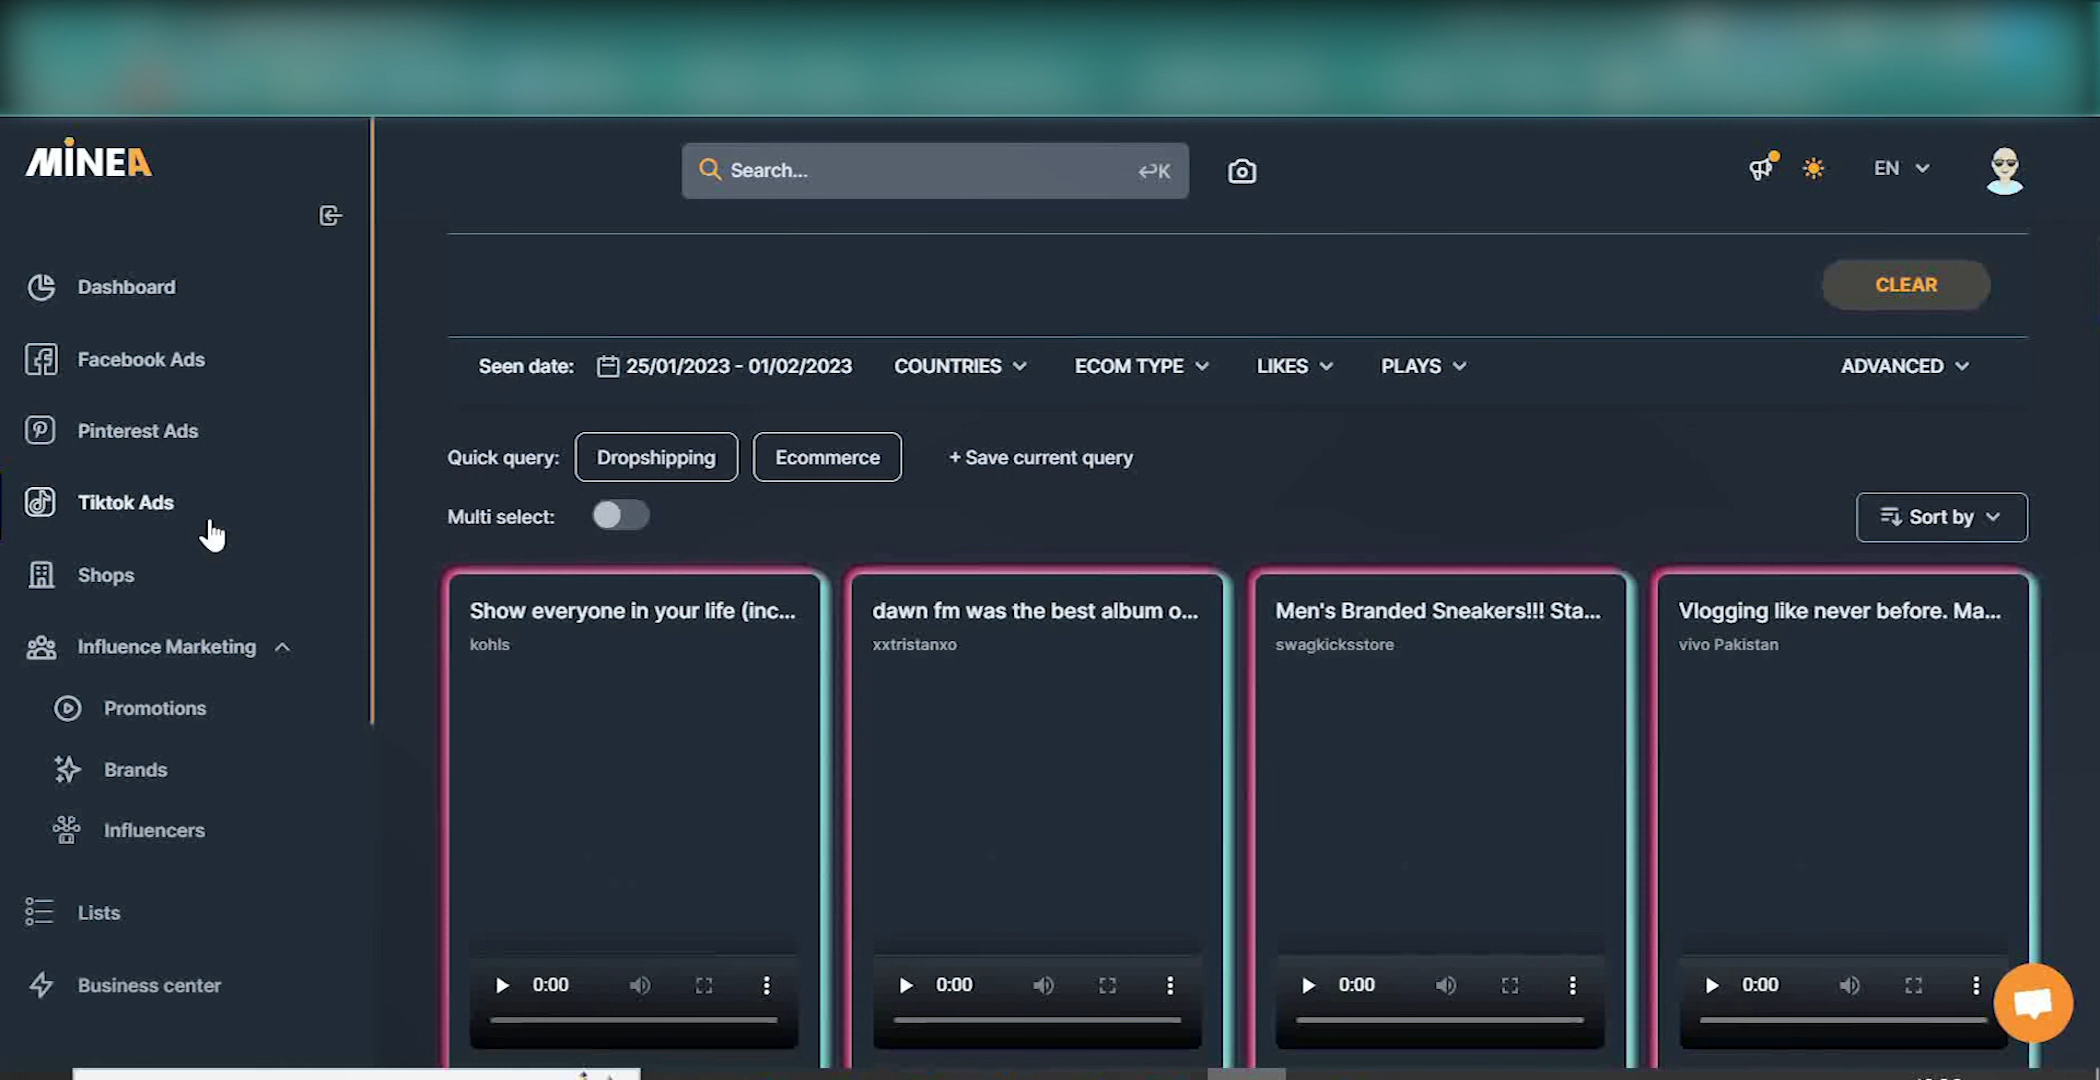 MINEA
Search...
K
EN
CLEAR
Dashboard
Facebook Ads
Pinterest Ads
Tiktok Ads
Shops
Influence Marketing
Promotions
Brands
Influencers
Lists
Business center
Seen date: 25/01/2023 - 01/02/2023 COUNTRIES ECOM TYPE LIKES PLAYS ADVANCED
Quick query: Dropshipping Ecommerce + Save current query
Multi select:
Sort by
Show everyone in your life (inc...
kohls
0:00
dawn fm was the best album o...
xxtristanxo
0:00
Men's Branded Sneakers!!! Sta...
swagkicksstore
0:00
Vlogging like never before. Ma...
vivo Pakistan
0:00